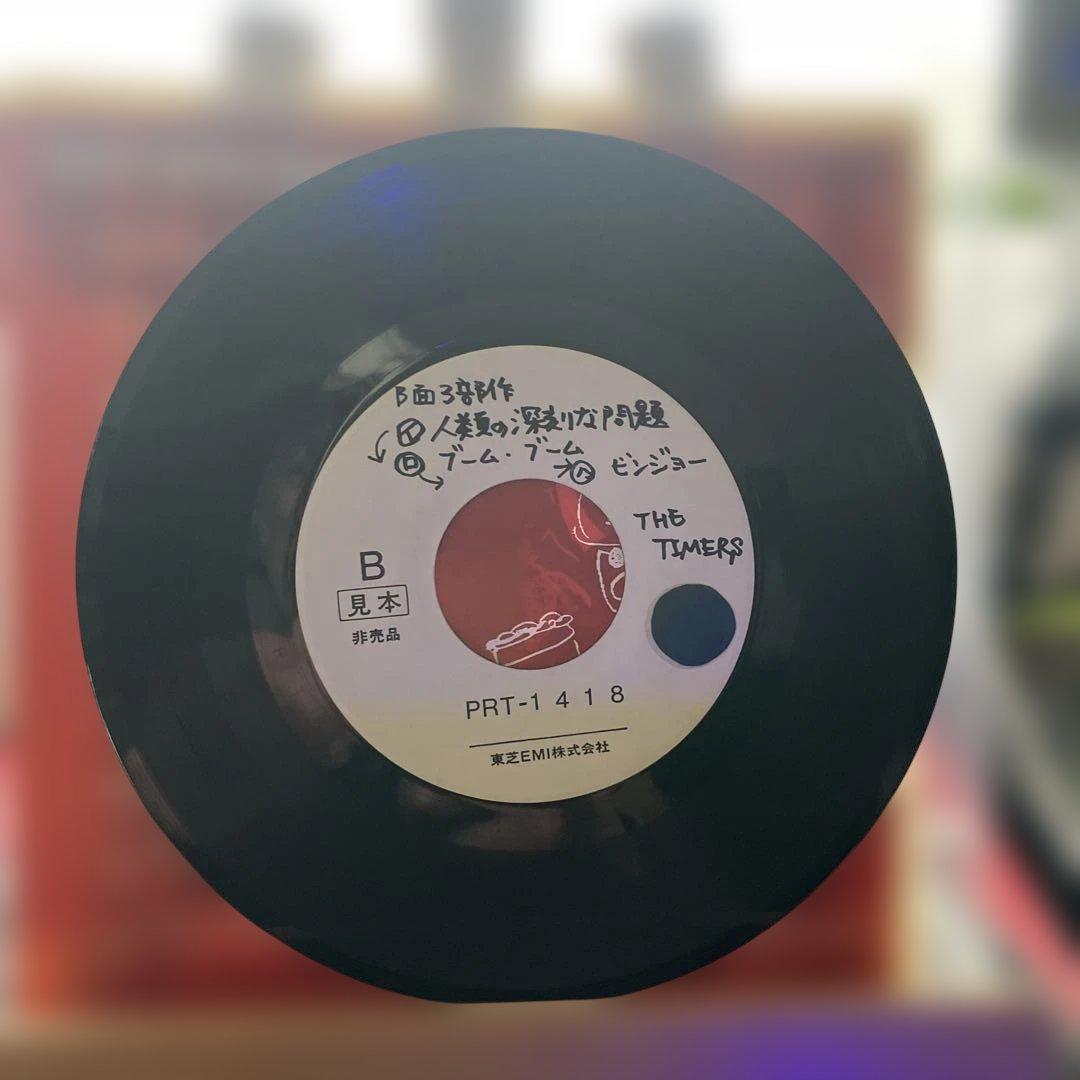 B面3部作
イ 人類の深刻な問題
ロ ブーム・ブーム
ハ ビンジョー
THE
TIMERS
B
見本
非売品
PRT-1418
東芝EMI株式会社